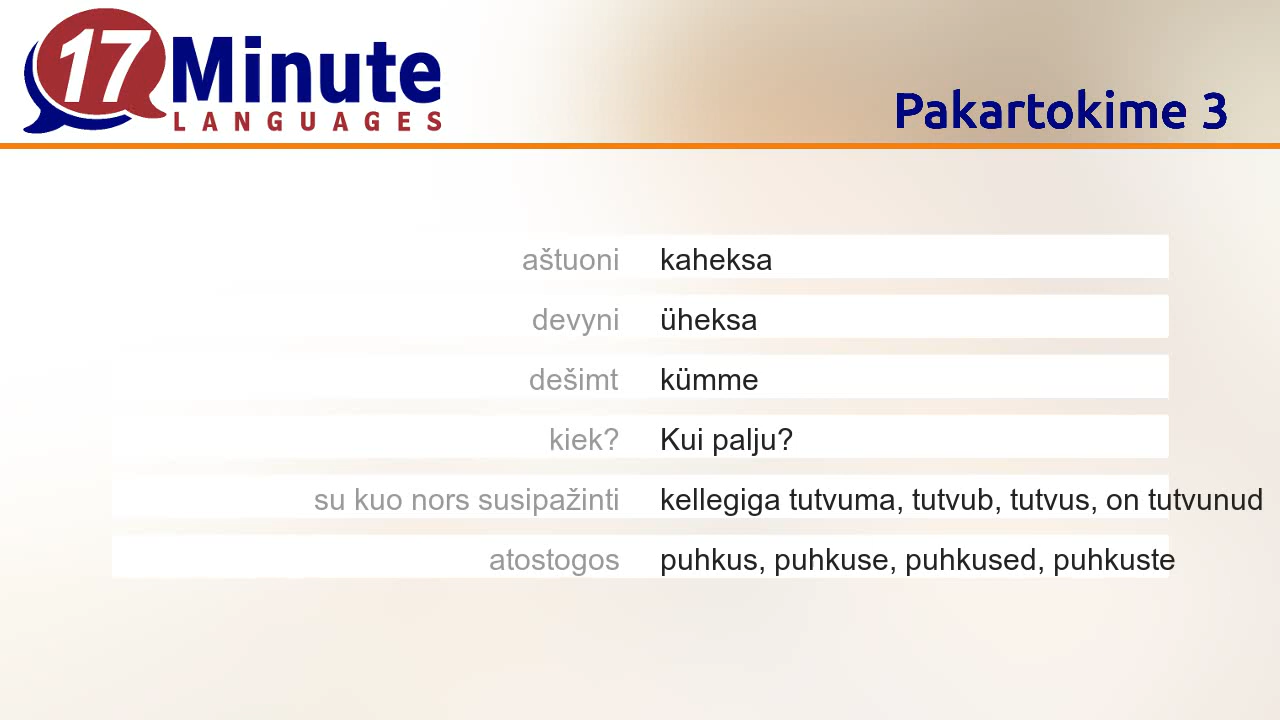 17 Minute
LANGUAGES
Pakartokime 3
aštuoni kaheksa
devyni üheksa
dešimt kümme
kiek? Kui palju?
su kuo nors susipažinti kellegiga tutvuma, tutvub, tutvus, on tutvunud
atostogos puhkus, puhkuse, puhkused, puhkuste